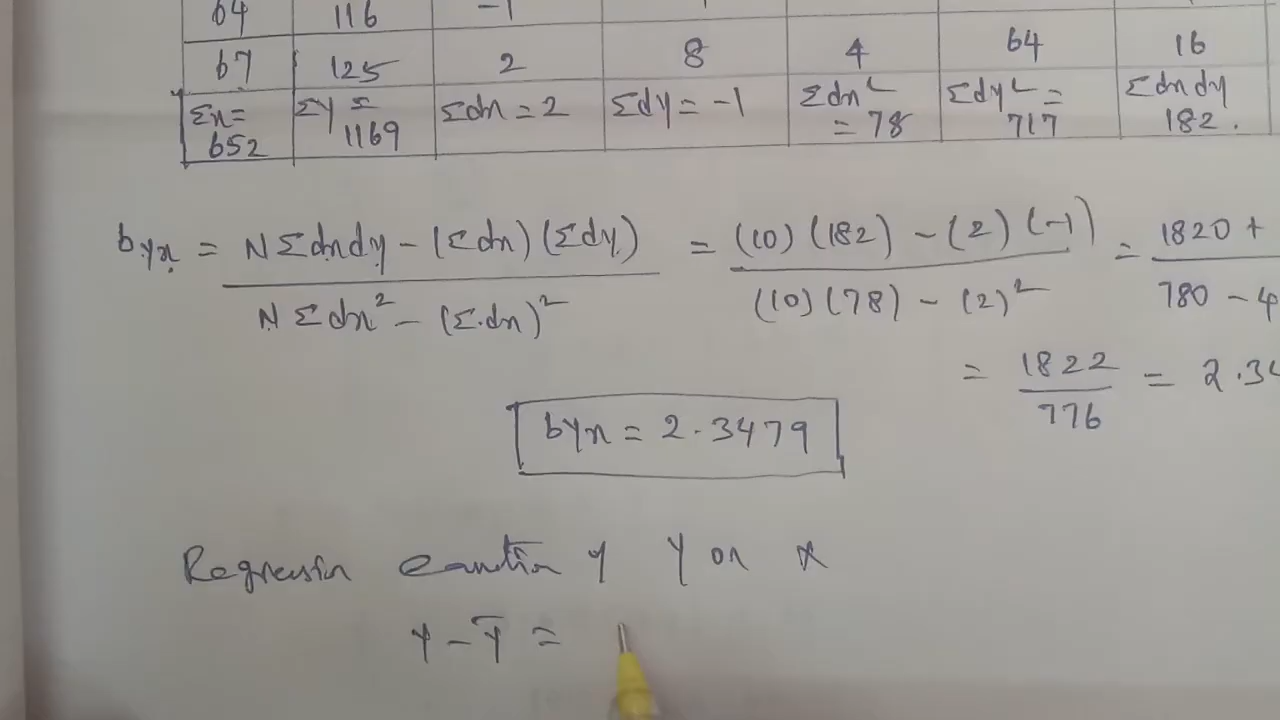 64 116 -1
67 125 2 8 4 64 16
Σx= 652 Σy = 1169 Σdx = 2 Σdy = -1 Σdx² = 78 Σdy² = 717 Σdxdy 182.
byx = NΣdxdy - (Σdx)(Σdy) / NΣdx² - (Σdx)² = (10)(182) - (2)(-1) / (10)(78) - (2)² = 1820 + / 780 - 4
= 1822 / 776 = 2.34
byx = 2.3479
Regression equation of Y on X
Y - Ȳ =